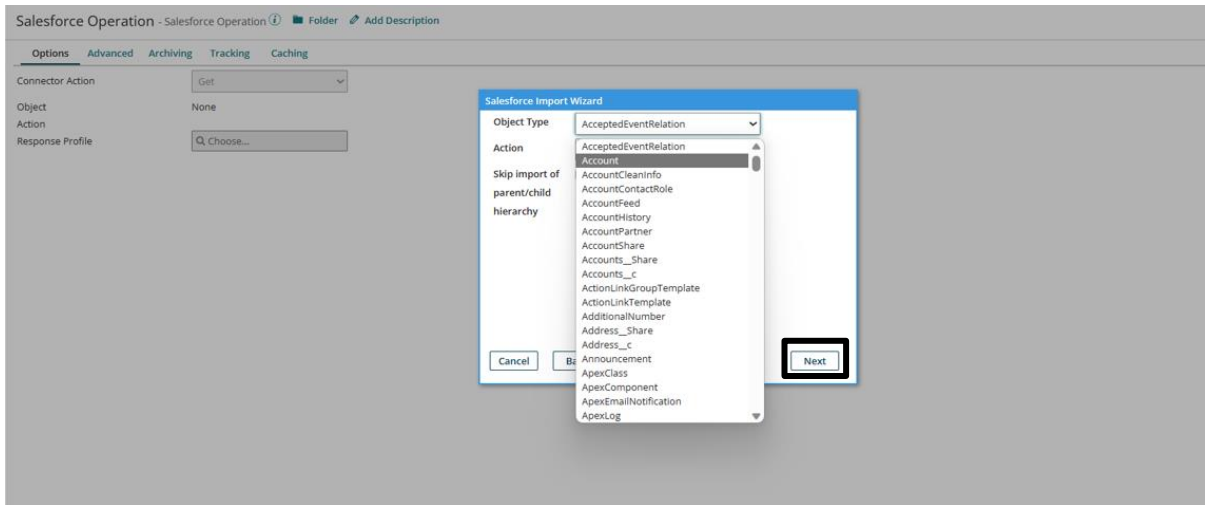 Salesforce Operation - Salesforce Operation i Folder Add Description
Options Advanced Archiving Tracking Caching
Connector Action Get
Object None
Action
Response Profile Choose...
Salesforce Import Wizard
Object Type AcceptedEventRelation
Action
Skip import of
parent/child
hierarchy
AcceptedEventRelation
Account
AccountCleanInfo
AccountContactRole
AccountFeed
AccountHistory
AccountPartner
AccountShare
Accounts__Share
Accounts__c
ActionLinkGroupTemplate
ActionLinkTemplate
AdditionalNumber
Address__Share
Address__c
Announcement
ApexClass
ApexComponent
ApexEmailNotification
ApexLog
Cancel Ba Next